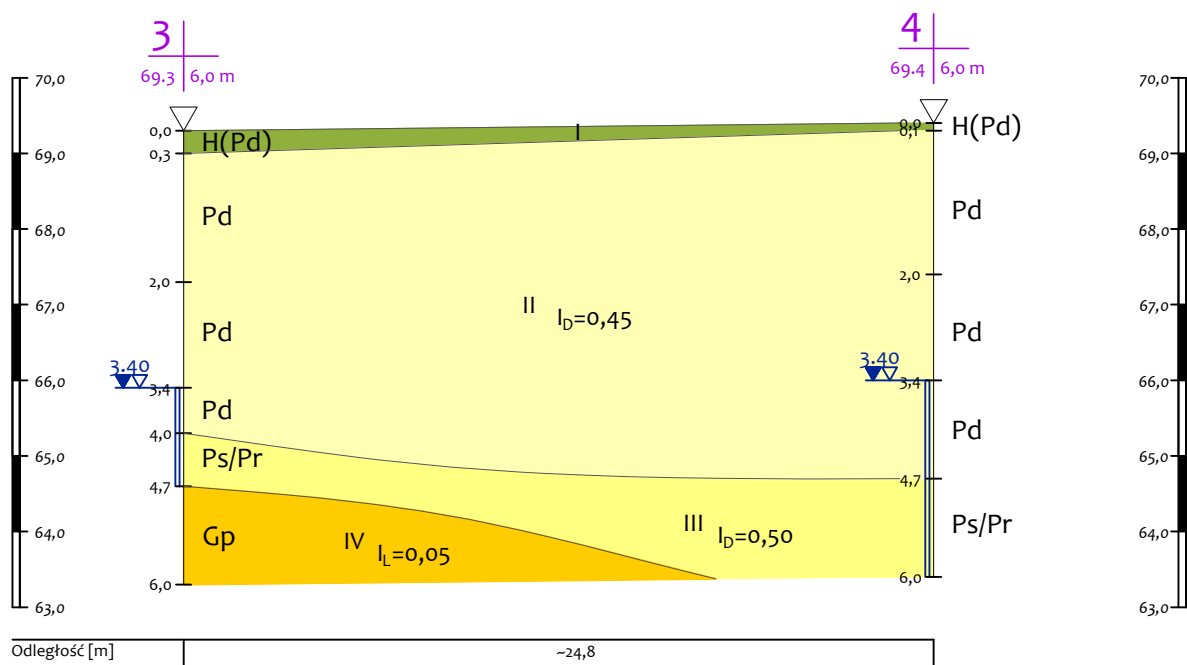 3
69.3 6,0 m
4
69.4 6,0 m
70,0
69,0
68,0
67,0
66,0
65,0
64,0
63,0
0,0
0,3
2,0
3.40
3,4
4,0
4,7
6,0
H(Pd)
Pd
Pd
Pd
Ps/Pr
Gp
I
II I_D=0,45
III I_D=0,50
IV I_L=0,05
0,0
0,1
2,0
3.40
3,4
4,7
6,0
H(Pd)
Pd
Pd
Pd
Ps/Pr
70,0
69,0
68,0
67,0
66,0
65,0
64,0
63,0
Odległość [m] ~24,8